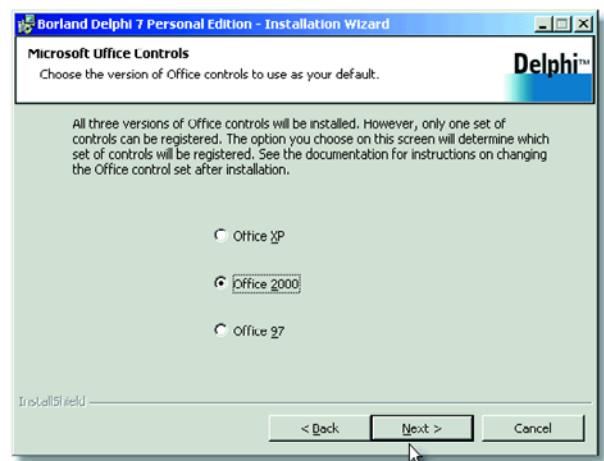 Borland Delphi 7 Personal Edition - Installation Wizard
Microsoft Office Controls
Choose the version of Office controls to use as your default.
Delphi™
All three versions of Office controls will be installed. However, only one set of
controls can be registered. The option you choose on this screen will determine which
set of controls will be registered. See the documentation for instructions on changing
the Office control set after installation.
Office XP
Office 2000
Office 97
InstallShield
< Back
Next >
Cancel